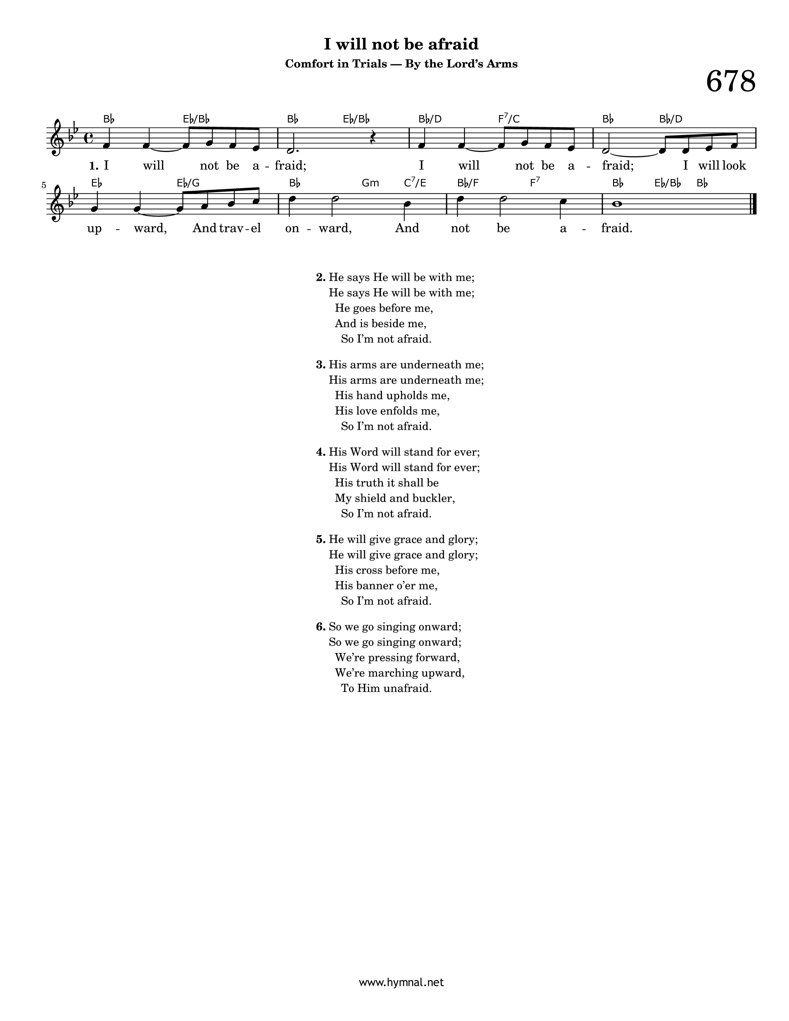 I will not be afraid
Comfort in Trials — By the Lord's Arms
678
B♭ E♭/B♭ B♭ E♭/B♭ B♭/D F7/C B♭ B♭/D
1. I will not be a - fraid; I will not be a - fraid; I will look
5 E♭ E♭/G B♭ Gm C7/E B♭/F F7 B♭ E♭/B♭ B♭
up - ward, And trav - el on - ward, And not be a - fraid.
2. He says He will be with me;
He says He will be with me;
He goes before me,
And is beside me,
So I'm not afraid.
3. His arms are underneath me;
His arms are underneath me;
His hand upholds me,
His love enfolds me,
So I'm not afraid.
4. His Word will stand for ever;
His Word will stand for ever;
His truth it shall be
My shield and buckler,
So I'm not afraid.
5. He will give grace and glory;
He will give grace and glory;
His cross before me,
His banner o'er me,
So I'm not afraid.
6. So we go singing onward;
So we go singing onward;
We're pressing forward,
We're marching upward,
To Him unafraid.
www.hymnal.net